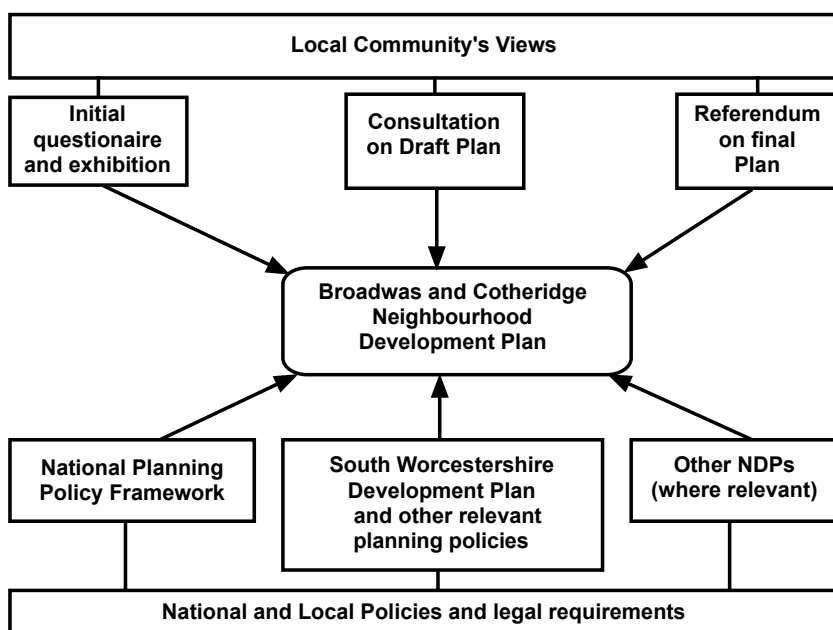 Local Community's Views
Initial
questionaire
and exhibition
Consultation
on Draft Plan
Referendum
on final
Plan
Broadwas and Cotheridge
Neighbourhood
Development Plan
National Planning
Policy Framework
South Worcestershire
Development Plan
and other relevant
planning policies
Other NDPs
(where relevant)
National and Local Policies and legal requirements